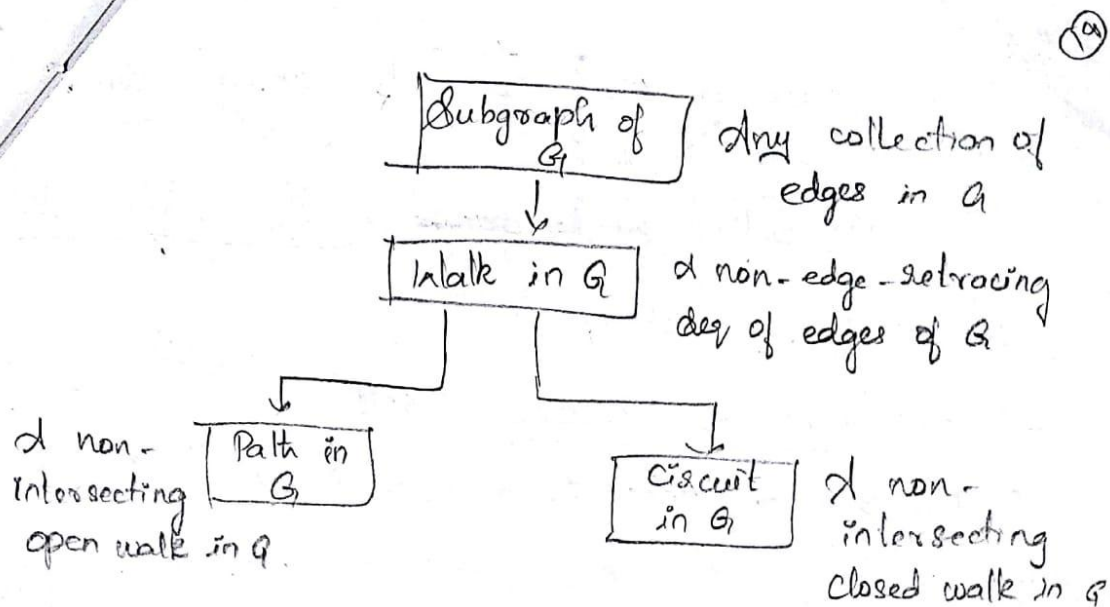 19
Subgraph of
G
Any collection of
edges in G
Walk in G
A non-edge-retracing
seq of edges of G
A non-
intersecting
open walk in G.
Path in
G
Circuit
in G
A non-
intersecting
closed walk in G